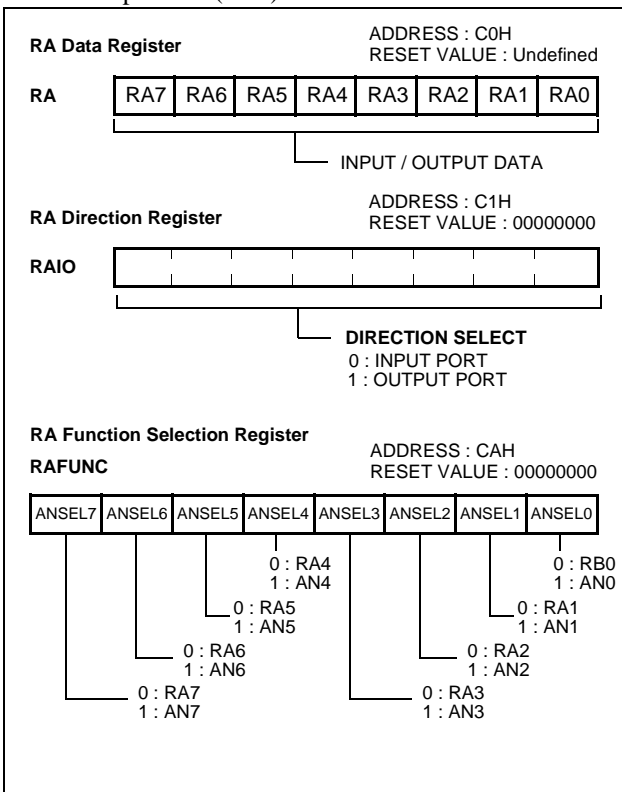 RA Data Register
ADDRESS : C0H
RESET VALUE : Undefined
RA
RA7 RA6 RA5 RA4 RA3 RA2 RA1 RA0
INPUT / OUTPUT DATA
RA Direction Register
ADDRESS : C1H
RESET VALUE : 00000000
RAIO
DIRECTION SELECT
0 : INPUT PORT
1 : OUTPUT PORT
RA Function Selection Register
RAFUNC
ADDRESS : CAH
RESET VALUE : 00000000
ANSEL7 ANSEL6 ANSEL5 ANSEL4 ANSEL3 ANSEL2 ANSEL1 ANSEL0
0 : RA4
1 : AN4
0 : RB0
1 : AN0
0 : RA5
1 : AN5
0 : RA1
1 : AN1
0 : RA6
1 : AN6
0 : RA2
1 : AN2
0 : RA7
1 : AN7
0 : RA3
1 : AN3